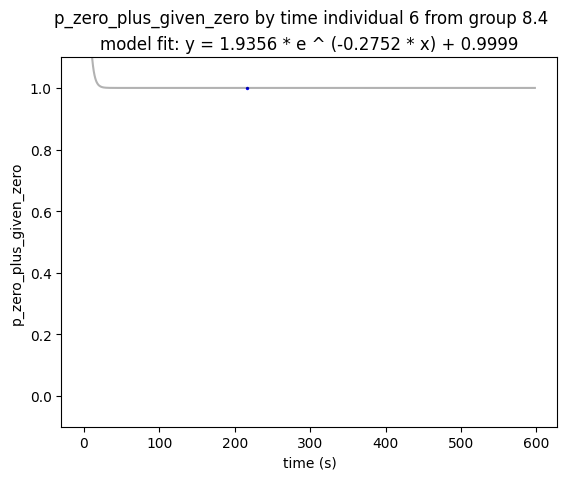 p_zero_plus_given_zero by time individual 6 from group 8.4
model fit: y = 1.9356 * e ^ (-0.2752 * x) + 0.9999
1.0
0.8
0.6
0.4
0.2
0.0
p_zero_plus_given_zero
0 100 200 300 400 500 600
time (s)